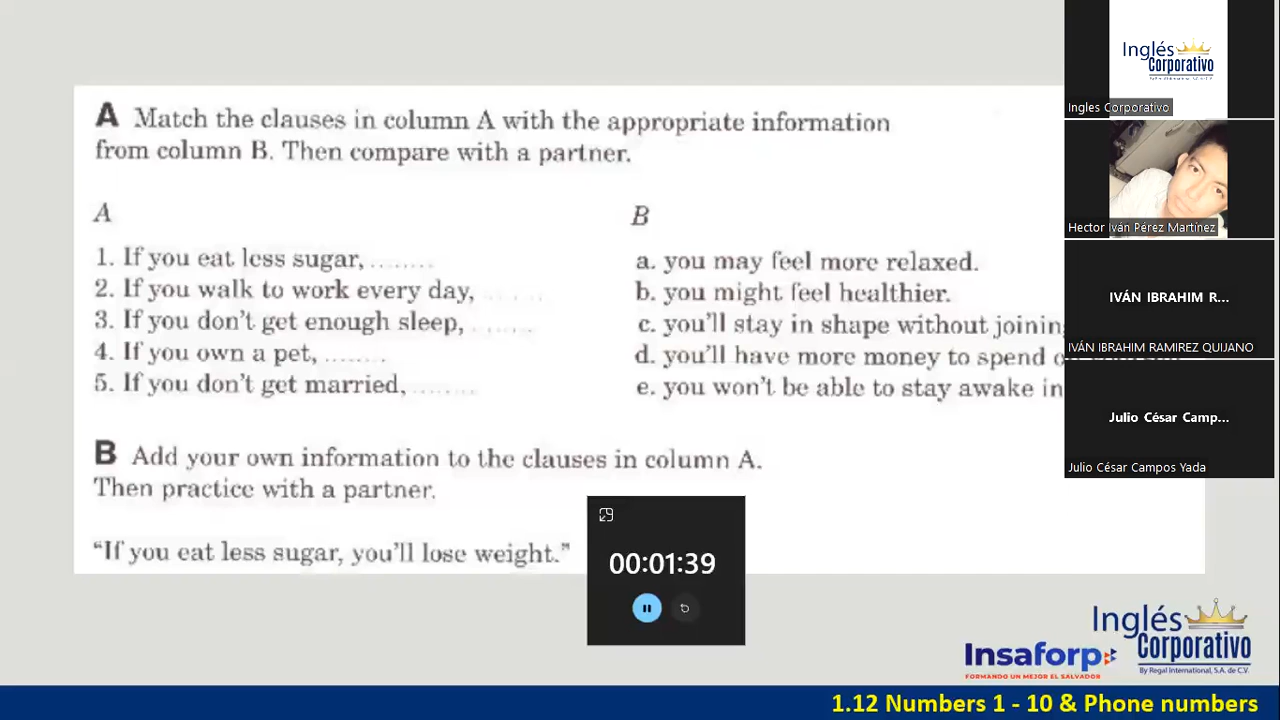 A Match the clauses in column A with the appropriate information
from column B. Then compare with a partner.
A
B
1. If you eat less sugar, ........
2. If you walk to work every day, ........
3. If you don't get enough sleep, ........
4. If you own a pet, ........
5. If you don't get married, ........
a. you may feel more relaxed.
b. you might feel healthier.
c. you'll stay in shape without
d. you'll have more money to spend
e. you won't be able to stay awake in
B Add your own information to the clauses in column A.
Then practice with a partner.
"If you eat less sugar, you'll lose weight."
00:01:39
Inglés
Corporativo
Ingles Corporativo
Hector Iván Pérez Martínez
IVÁN IBRAHIM R...
IVÁN IBRAHIM RAMIREZ QUIJANO
Julio César Camp...
Julio César Campos Yada
Insaforp
FORMANDO UN MEJOR EL SALVADOR
Inglés
Corporativo
By Regal International, S.A. de C.V.
1.12 Numbers 1 - 10 & Phone numbers